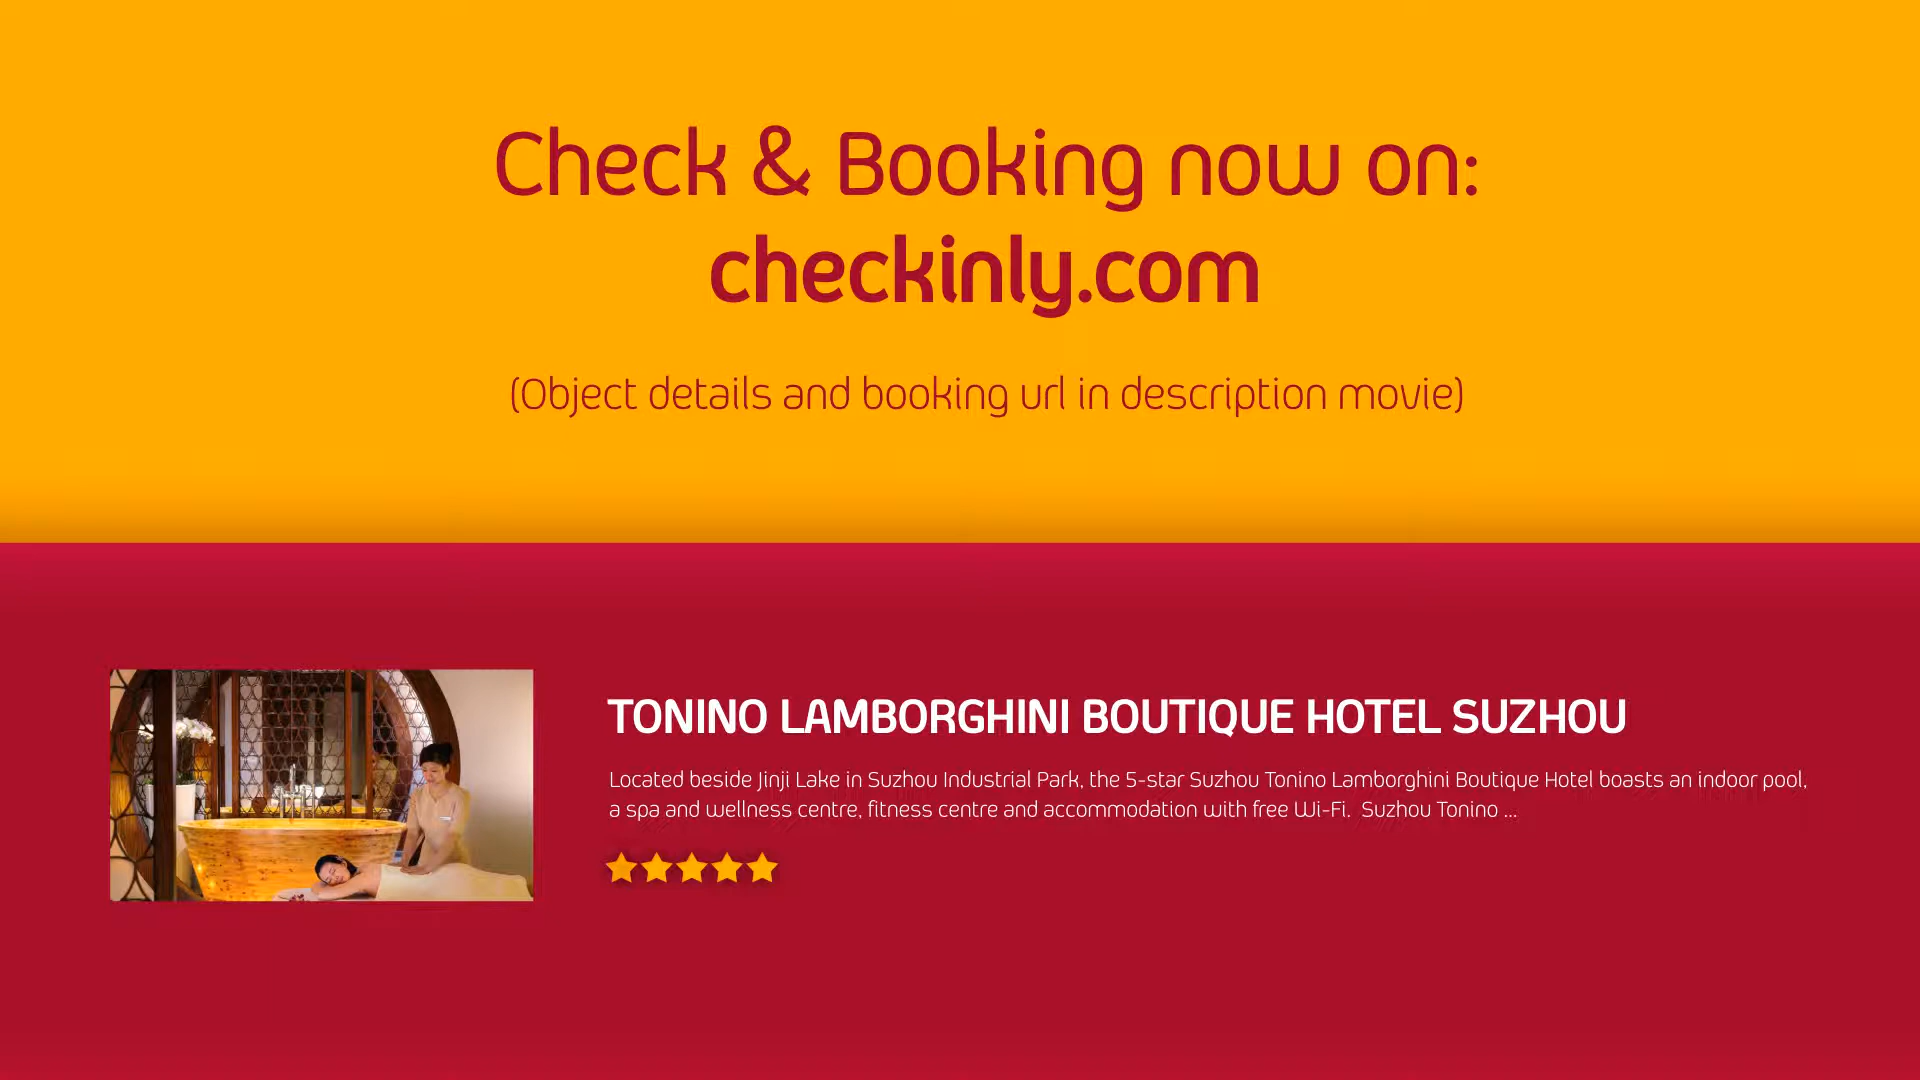 Check & Booking now on:
checkinly.com
(Object details and booking url in description movie)
TONINO LAMBORGHINI BOUTIQUE HOTEL SUZHOU
Located beside Jinji Lake in Suzhou Industrial Park, the 5-star Suzhou Tonino Lamborghini Boutique Hotel boasts an indoor pool,
a spa and wellness centre, fitness centre and accommodation with free Wi-Fi.  Suzhou Tonino ...